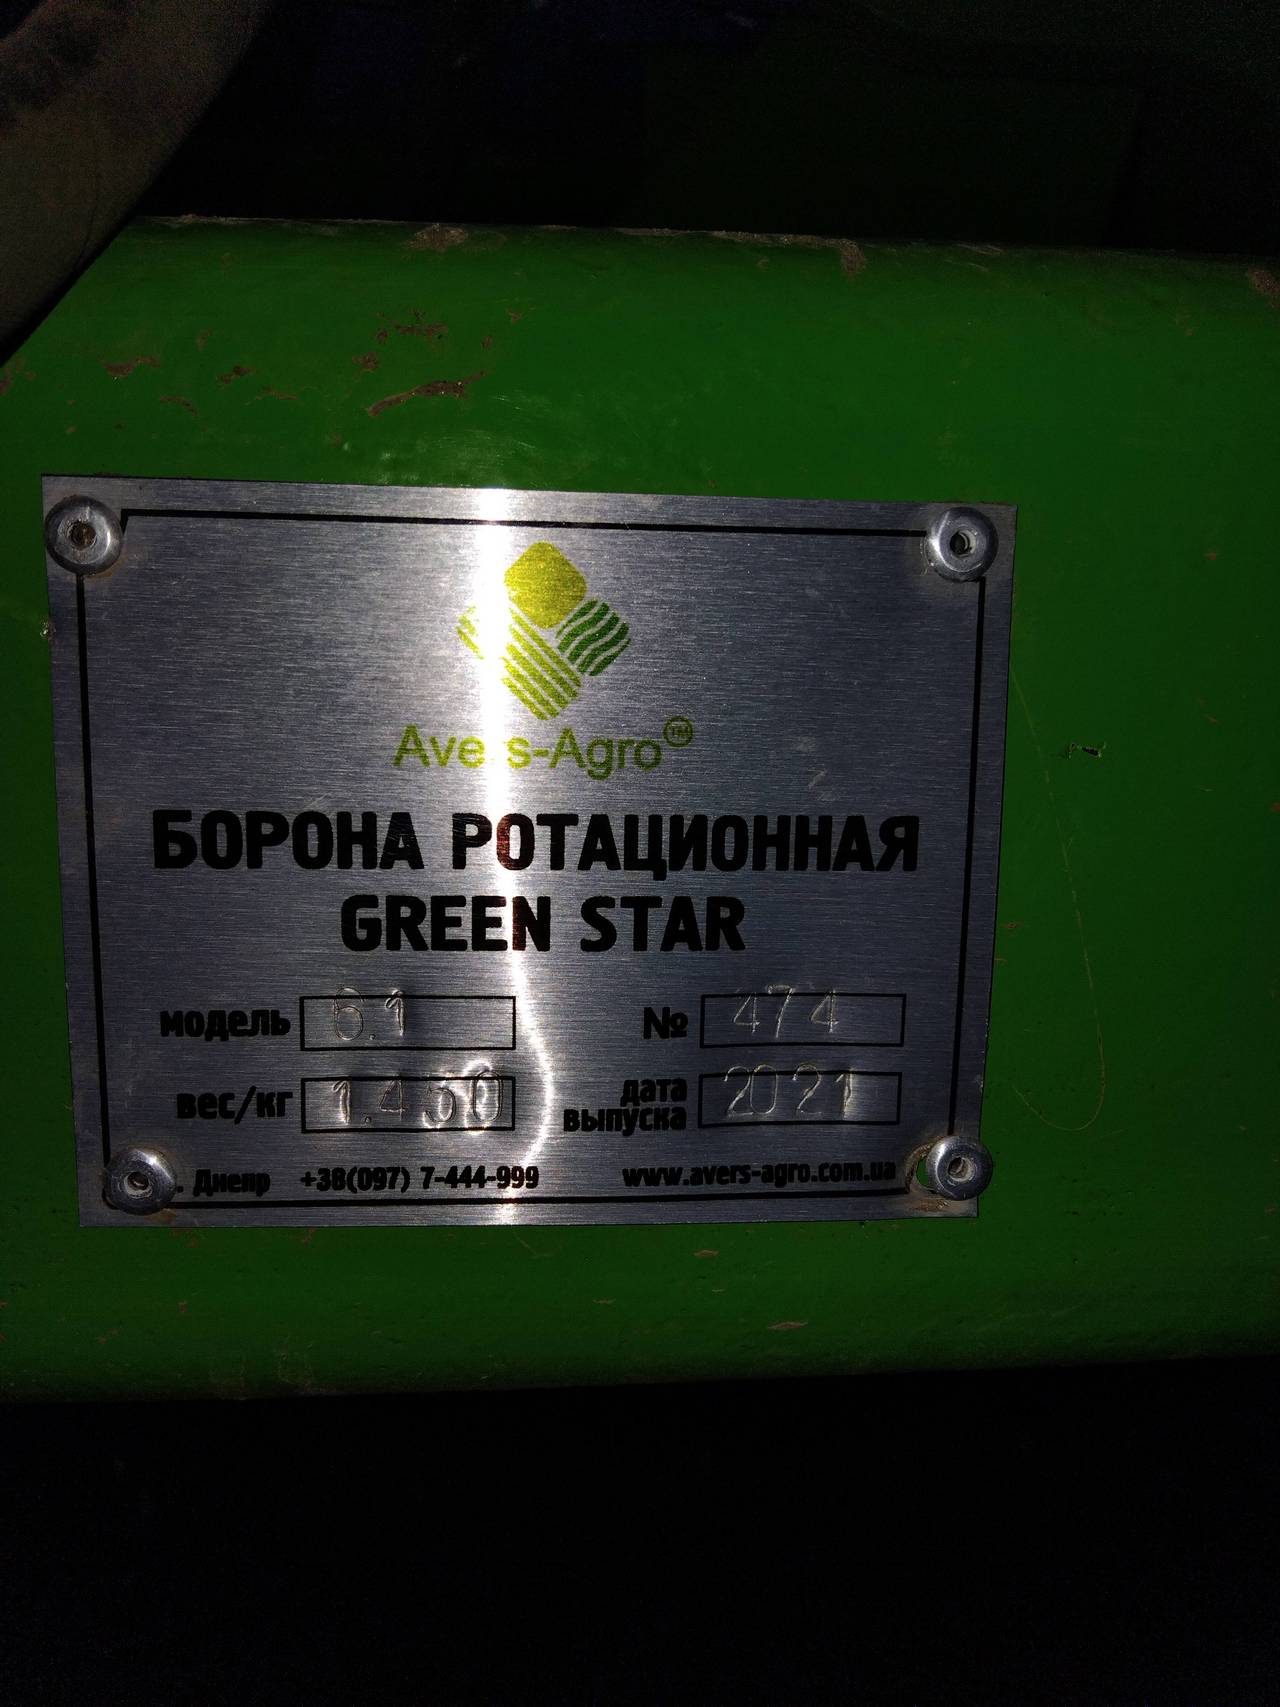 Avers-Agro™
БОРОНА РОТАЦИОННАЯ
GREEN STAR
модель 6.1 № 474
вес/кг 1.450 дата выпуска 2021
. Днепр +38(097) 7-444-999 www.avers-agro.com.ua